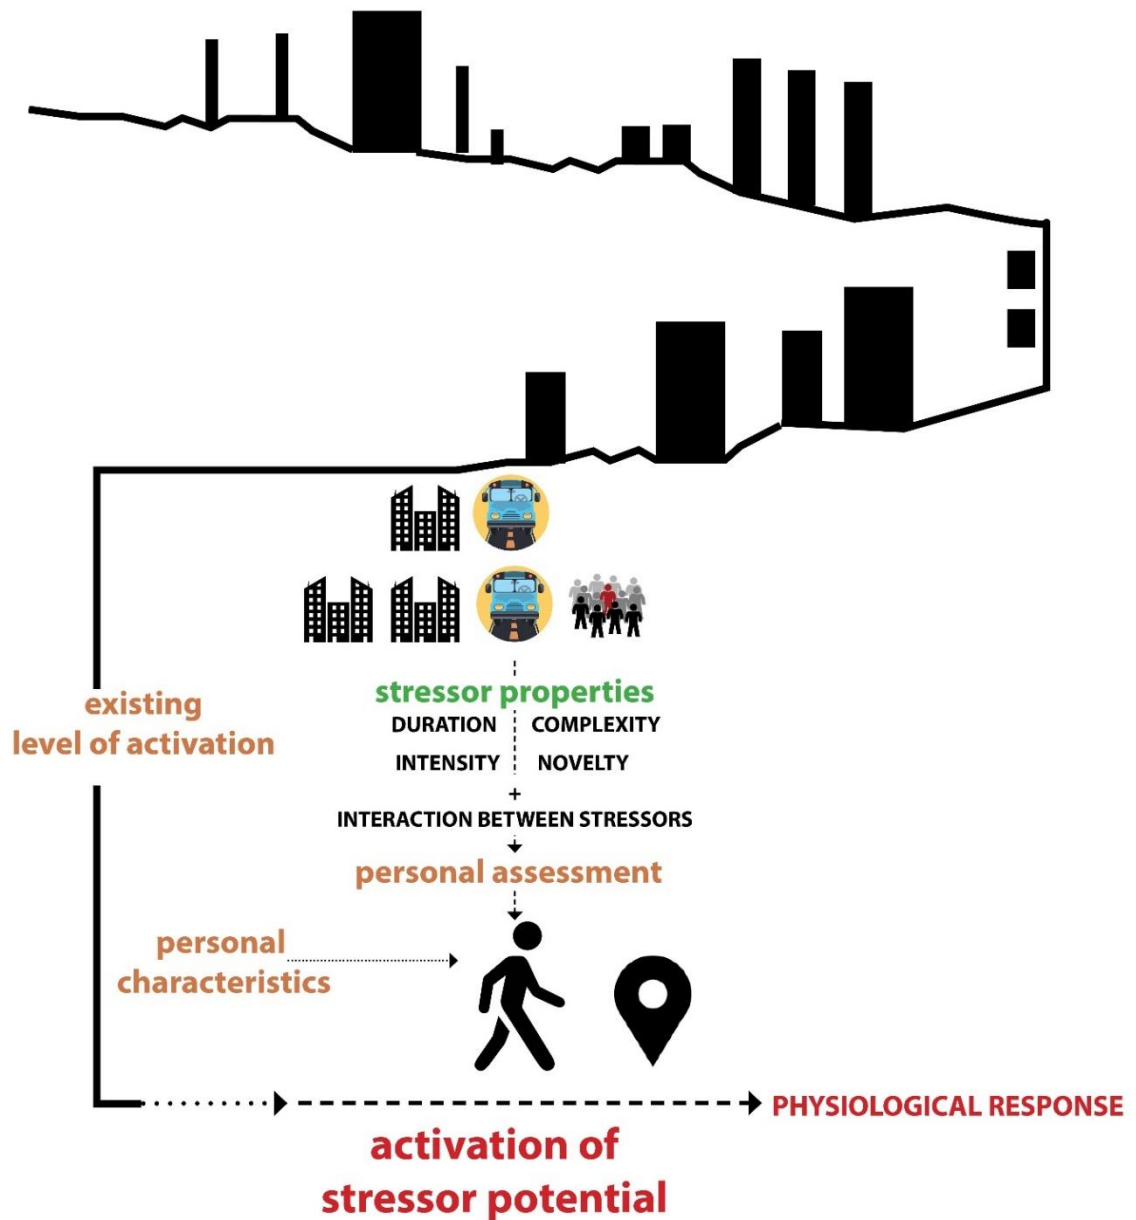 stressor properties
DURATION COMPLEXITY
INTENSITY NOVELTY
+
INTERACTION BETWEEN STRESSORS
existing
level of activation
personal assessment
personal
characteristics
PHYSIOLOGICAL RESPONSE
activation of
stressor potential